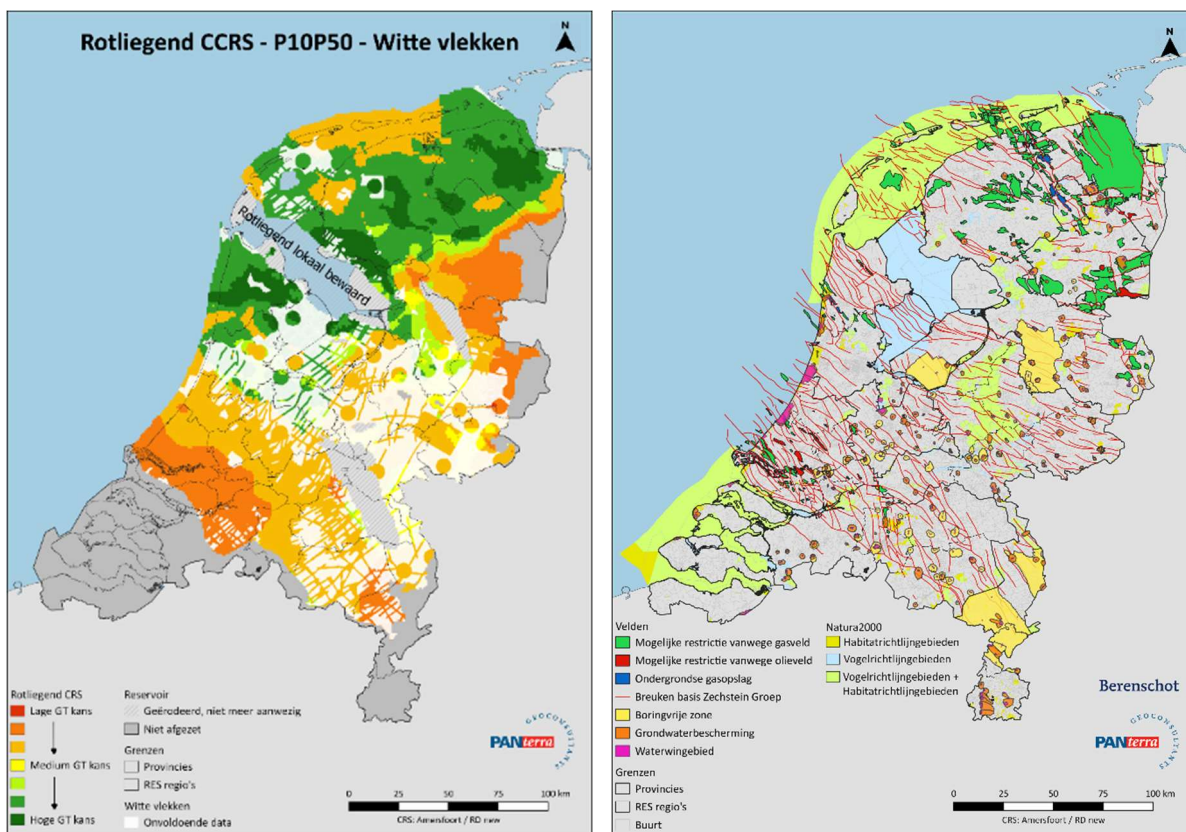 Rotliegend CCRS - P10P50 - Witte vlekken
N
Rotliegend lokaal bewaard
Rotliegend CRS
Lage GT kans
Medium GT kans
Hoge GT kans
Reservoir
Geërodeerd, niet meer aanwezig
Niet afgezet
Grenzen
Provincies
RES regio's
Witte vlekken
Onvoldoende data
PANterra
GEOCONSULTANTS
0 25 50 75 100 km
CRS: Amersfoort / RD new
N
Velden
Mogelijke restrictie vanwege gasveld
Mogelijke restrictie vanwege olieveld
Ondergrondse gasopslag
Breuken basis Zechstein Groep
Boringvrije zone
Grondwaterbescherming
Waterwingebied
Grenzen
Provincies
RES regio's
Buurt
Natura2000
Habitatrichtlijngebieden
Vogelrichtlijngebieden
Vogelrichtlijngebieden +
Habitatrichtlijngebieden
Berenschot
PANterra
GEOCONSULTANTS
0 25 50 75 100 km
CRS: Amersfoort / RD new